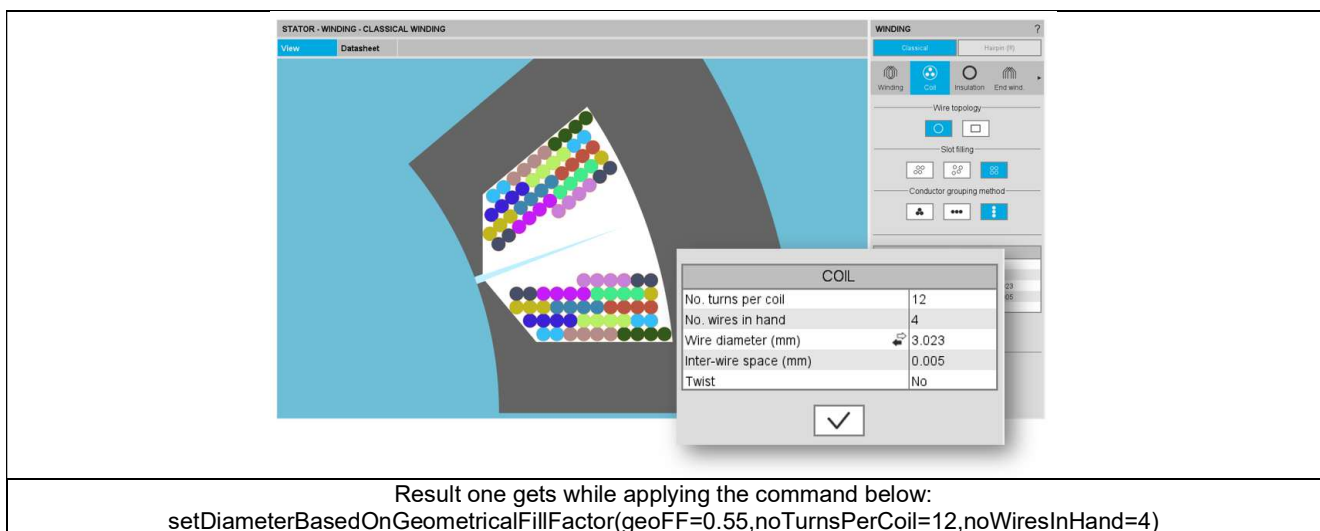 STATOR - WINDING - CLASSICAL WINDING
View Datasheet
WINDING ?
Classical Hairpin (R)
Winding Coil Insulation End wind.
Wire topology
Slot filling
Conductor grouping method
23
05
COIL
No. turns per coil 12
No. wires in hand 4
Wire diameter (mm) 3.023
Inter-wire space (mm) 0.005
Twist No
Result one gets while applying the command below:
setDiameterBasedOnGeometricalFillFactor(geoFF=0.55,noTurnsPerCoil=12,noWiresInHand=4)